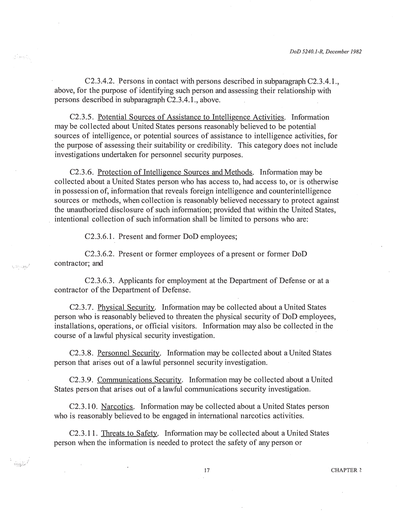 DoD 5240.1-R, December 1982
C2.3.4.2. Persons in contact with persons described in subparagraph C2.3.4.1.,
above, for the purpose of identifying such person and assessing their relationship with
persons described in subparagraph C2.3.4.1., above.
C2.3.5. Potential Sources of Assistance to Intelligence Activities. Information
may be collected about United States persons reasonably believed to be potential
sources of intelligence, or potential sources of assistance to intelligence activities, for
the purpose of assessing their suitability or credibility. This category does not include
investigations undertaken for personnel security purposes.
C2.3.6. Protection of Intelligence Sources and Methods. Information may be
collected about a United States person who has access to, had access to, or is otherwise
in possession of, information that reveals foreign intelligence and counterintelligence
sources or methods, when collection is reasonably believed necessary to protect against
the unauthorized disclosure of such information; provided that within the United States,
intentional collection of such information shall be limited to persons who are:
C2.3.6.1. Present and former DoD employees;
C2.3.6.2. Present or former employees of a present or former DoD
contractor; and
C2.3.6.3. Applicants for employment at the Department of Defense or at a
contractor of the Department of Defense.
C2.3.7. Physical Security. Information may be collected about a United States
person who is reasonably believed to threaten the physical security of DoD employees,
installations, operations, or official visitors. Information may also be collected in the
course of a lawful physical security investigation.
C2.3.8. Personnel Security. Information may be collected about a United States
person that arises out of a lawful personnel security investigation.
C2.3.9. Communications Security. Information may be collected about a United
States person that arises out of a lawful communications security investigation.
C2.3.10. Narcotics. Information may be collected about a United States person
who is reasonably believed to be engaged in international narcotics activities.
C2.3.11. Threats to Safety. Information may be collected about a United States
person when the information is needed to protect the safety of any person or
17 CHAPTER 2